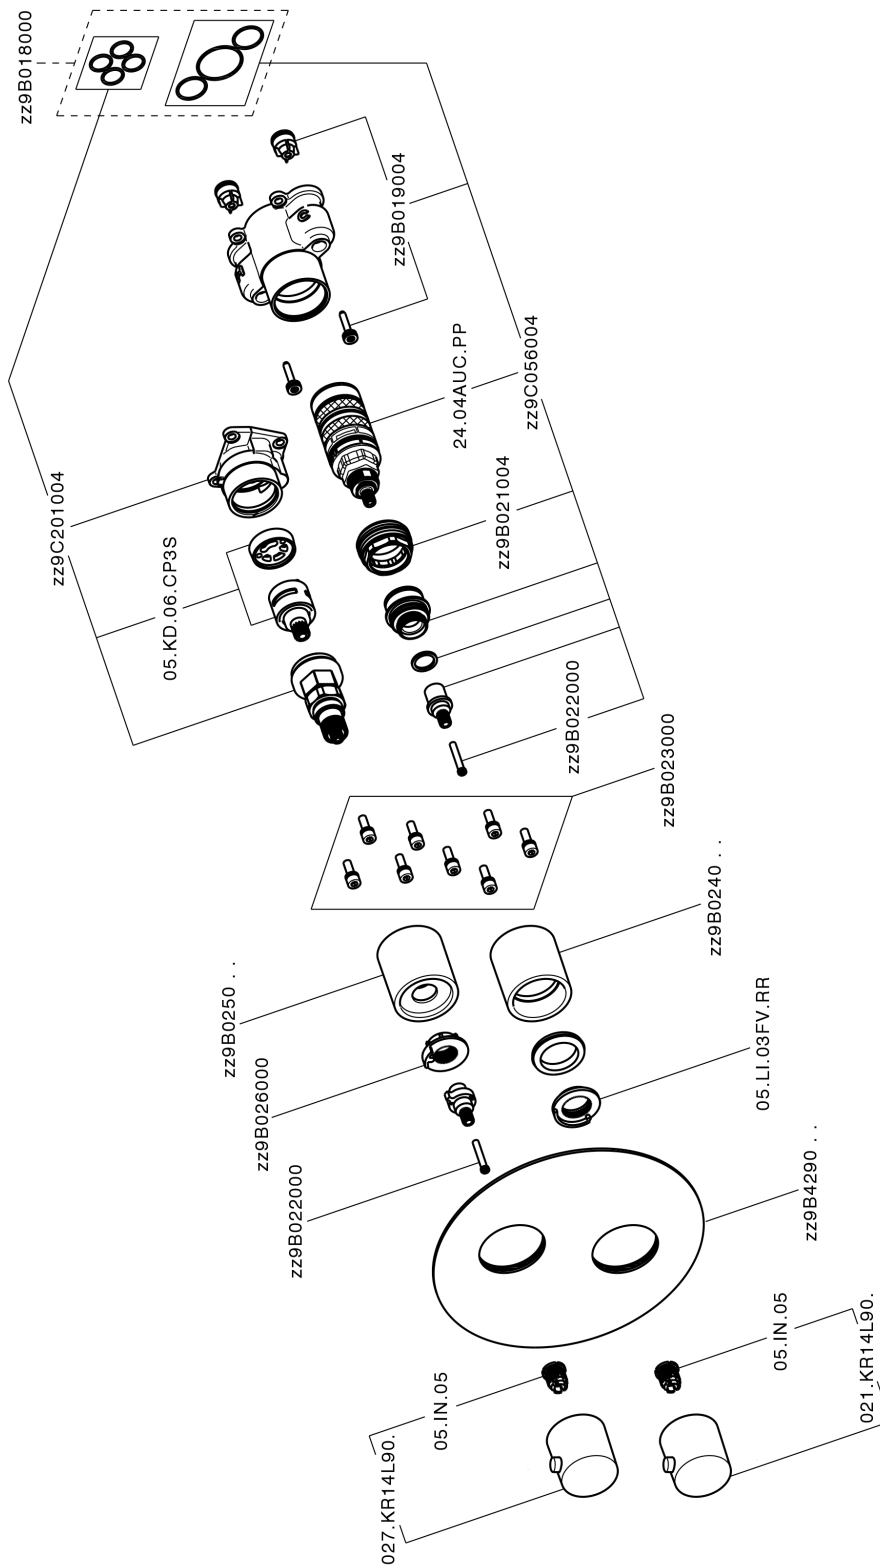 zz9B018000
zz9B019004
24.04AUC.PP
zz9C056004
zz9C201004
05.KD.06.CP3S
zz9B021004
zz9B022000
zz9B023000
zz9B0240 . .
zz9B0250 . .
zz9B026000
05.LI.03FV.RR
zz9B022000
zz9B4290 . .
05.IN.05
05.IN.05
027.KR14L90.
021.KR14L90.